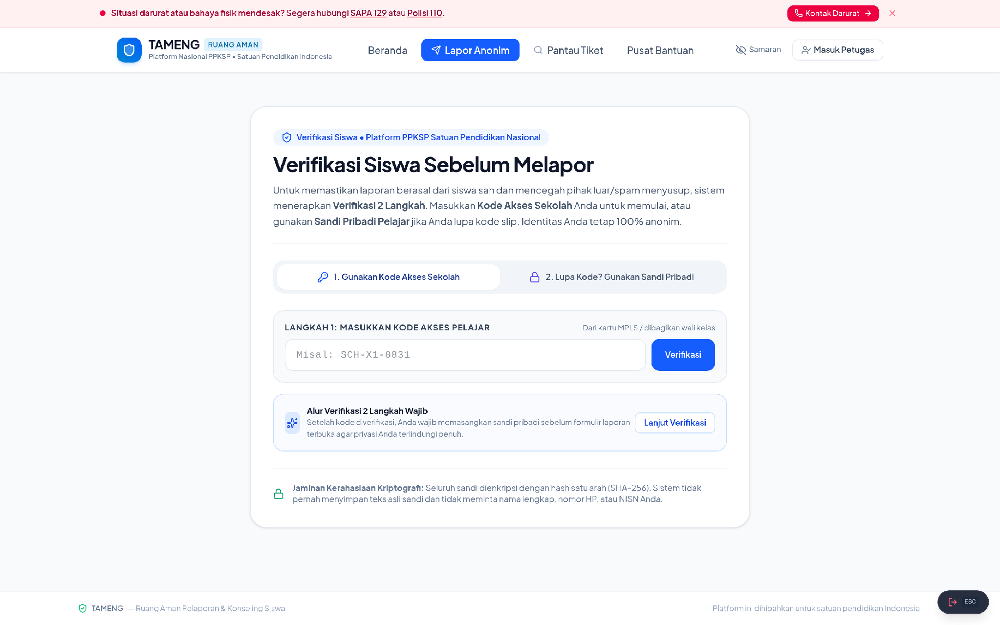 Situasi darurat atau bahaya fisik mendesak? Segera hubungi SAPA 129 atau Polisi 110.
Kontak Darurat
TAMENG
RUANG AMAN
Platform Nasional PPKSP • Satuan Pendidikan Indonesia
Beranda
Lapor Anonim
Pantau Tiket
Pusat Bantuan
Samaran
Masuk Petugas
Verifikasi Siswa • Platform PPKSP Satuan Pendidikan Nasional
Verifikasi Siswa Sebelum Melapor
Untuk memastikan laporan berasal dari siswa sah dan mencegah pihak luar/spam menyusup, sistem
menerapkan Verifikasi 2 Langkah. Masukkan Kode Akses Sekolah Anda untuk memulai, atau
gunakan Sandi Pribadi Pelajar jika Anda lupa kode slip. Identitas Anda tetap 100% anonim.
1. Gunakan Kode Akses Sekolah
2. Lupa Kode? Gunakan Sandi Pribadi
LANGKAH 1: MASUKKAN KODE AKSES PELAJAR
Dari kartu MPLS / dibagikan wali kelas
Misal: SCH-X1-8831
Verifikasi
Alur Verifikasi 2 Langkah Wajib
Setelah kode diverifikasi, Anda wajib memasangkan sandi pribadi sebelum formulir laporan
terbuka agar privasi Anda terlindungi penuh.
Lanjut Verifikasi
Jaminan Kerahasiaan Kriptografi: Seluruh sandi dienkripsi dengan hash satu arah (SHA-256). Sistem tidak
pernah menyimpan teks asli sandi dan tidak meminta nama lengkap, nomor HP, atau NISN Anda.
TAMENG — Ruang Aman Pelaporan & Konseling Siswa
Platform ini dihibahkan untuk satuan pendidikan Indonesia.
ESC